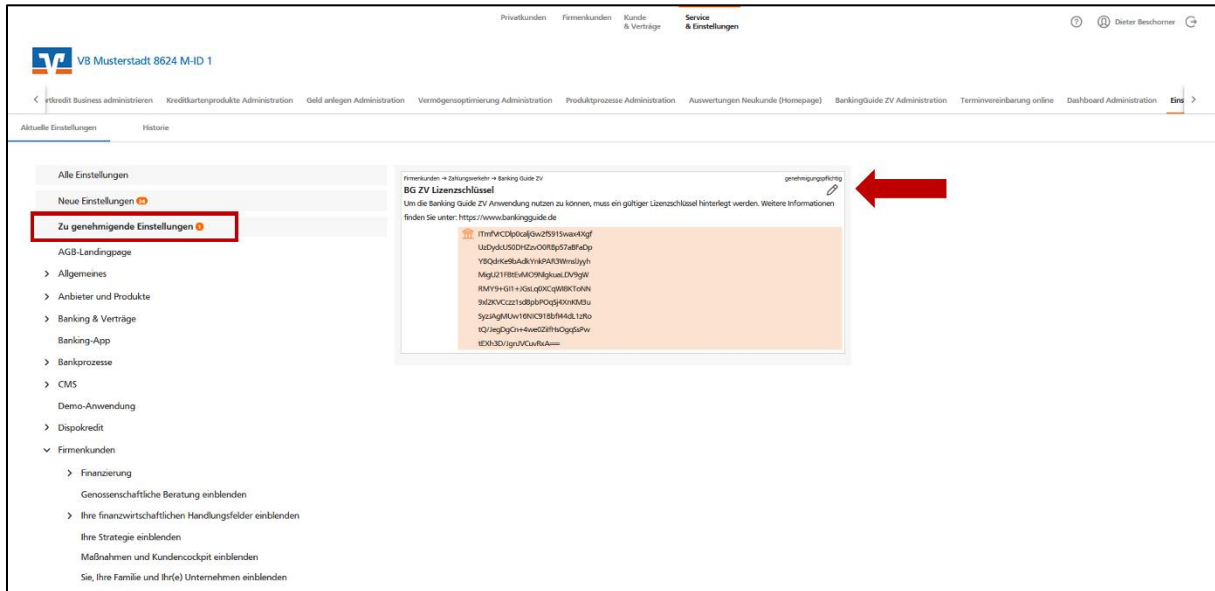 Privatkunden
Firmenkunden
Kunde
& Verträge
Service
& Einstellungen
Dieter Beschorner
VB Musterstadt 8624 M-ID 1
rtkredit Business administrieren
Kreditkartenprodukte Administration
Geld anlegen Administration
Vermögensoptimierung Administration
Produktprozesse Administration
Auswertungen Neukunde (Homepage)
BankingGuide ZV Administration
Terminvereinbarung online
Dashboard Administration
Eins
Aktuelle Einstellungen
Historie
Alle Einstellungen
Neue Einstellungen
Zu genehmigende Einstellungen 1
AGB-Landingpage
Allgemeines
Anbieter und Produkte
Banking & Verträge
Banking-App
Bankprozesse
CMS
Demo-Anwendung
Dispokredit
Firmenkunden
Finanzierung
Genossenschaftliche Beratung einblenden
Ihre finanzwirtschaftlichen Handlungsfelder einblenden
Ihre Strategie einblenden
Maßnahmen und Kundencockpit einblenden
Sie, Ihre Familie und Ihr(e) Unternehmen einblenden
Firmenkunden → Zahlungsverkehr → Banking Guide ZV
genehmigungspflichtig
BG ZV Lizenzschlüssel
Um die Banking Guide ZV Anwendung nutzen zu können, muss ein gültiger Lizenzschlüssel hinterlegt werden. Weitere Informationen
finden Sie unter: https://www.bankingguide.de